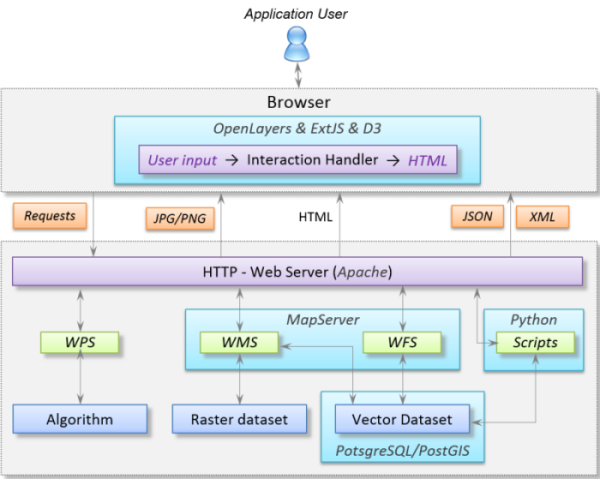 Application User
Browser
OpenLayers & ExtJS & D3
User input → Interaction Handler → HTML
Requests
JPG/PNG
HTML
JSON
XML
HTTP - Web Server (Apache)
MapServer
Python
WPS
WMS
WFS
Scripts
Algorithm
Raster dataset
Vector Dataset
PotsgreSQL/PostGIS